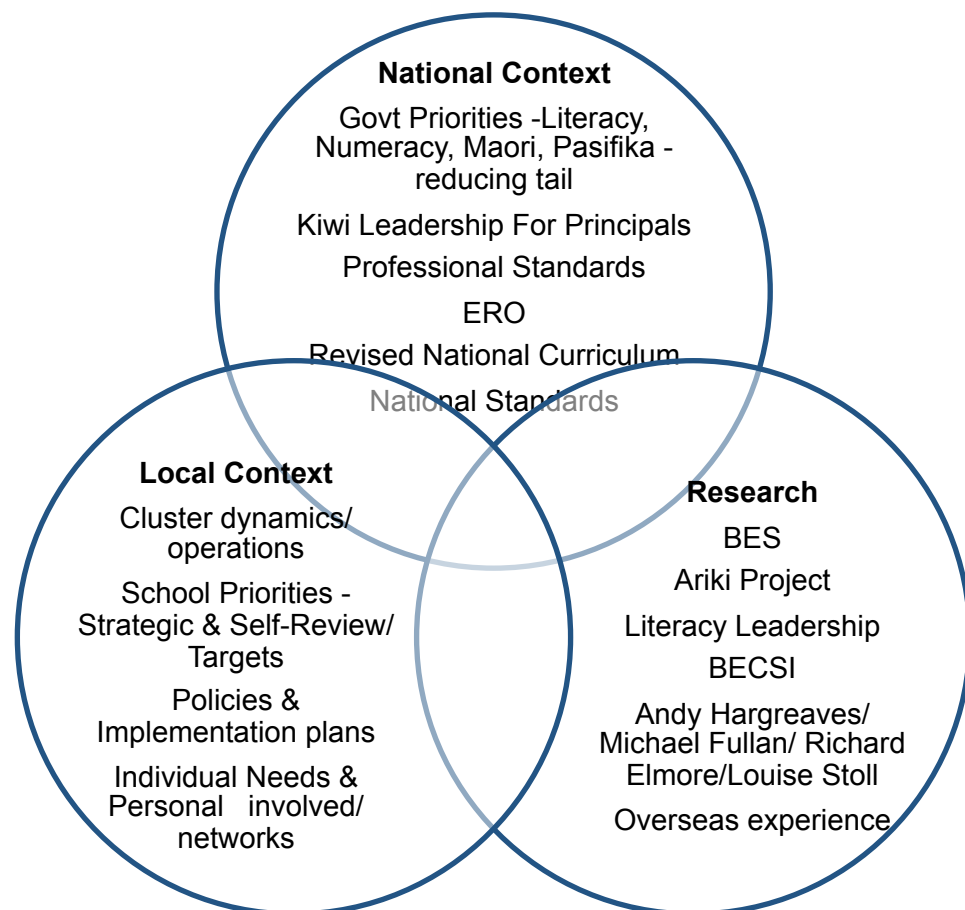 National Context
Govt Priorities -Literacy,
Numeracy, Maori, Pasifika -
reducing tail
Kiwi Leadership For Principals
Professional Standards
ERO
Revised National Curriculum
National Standards
Local Context
Cluster dynamics/
operations
School Priorities -
Strategic & Self-Review/
Targets
Policies &
Implementation plans
Individual Needs &
Personal involved/
networks
Research
BES
Ariki Project
Literacy Leadership
BECSI
Andy Hargreaves/
Michael Fullan/ Richard
Elmore/Louise Stoll
Overseas experience